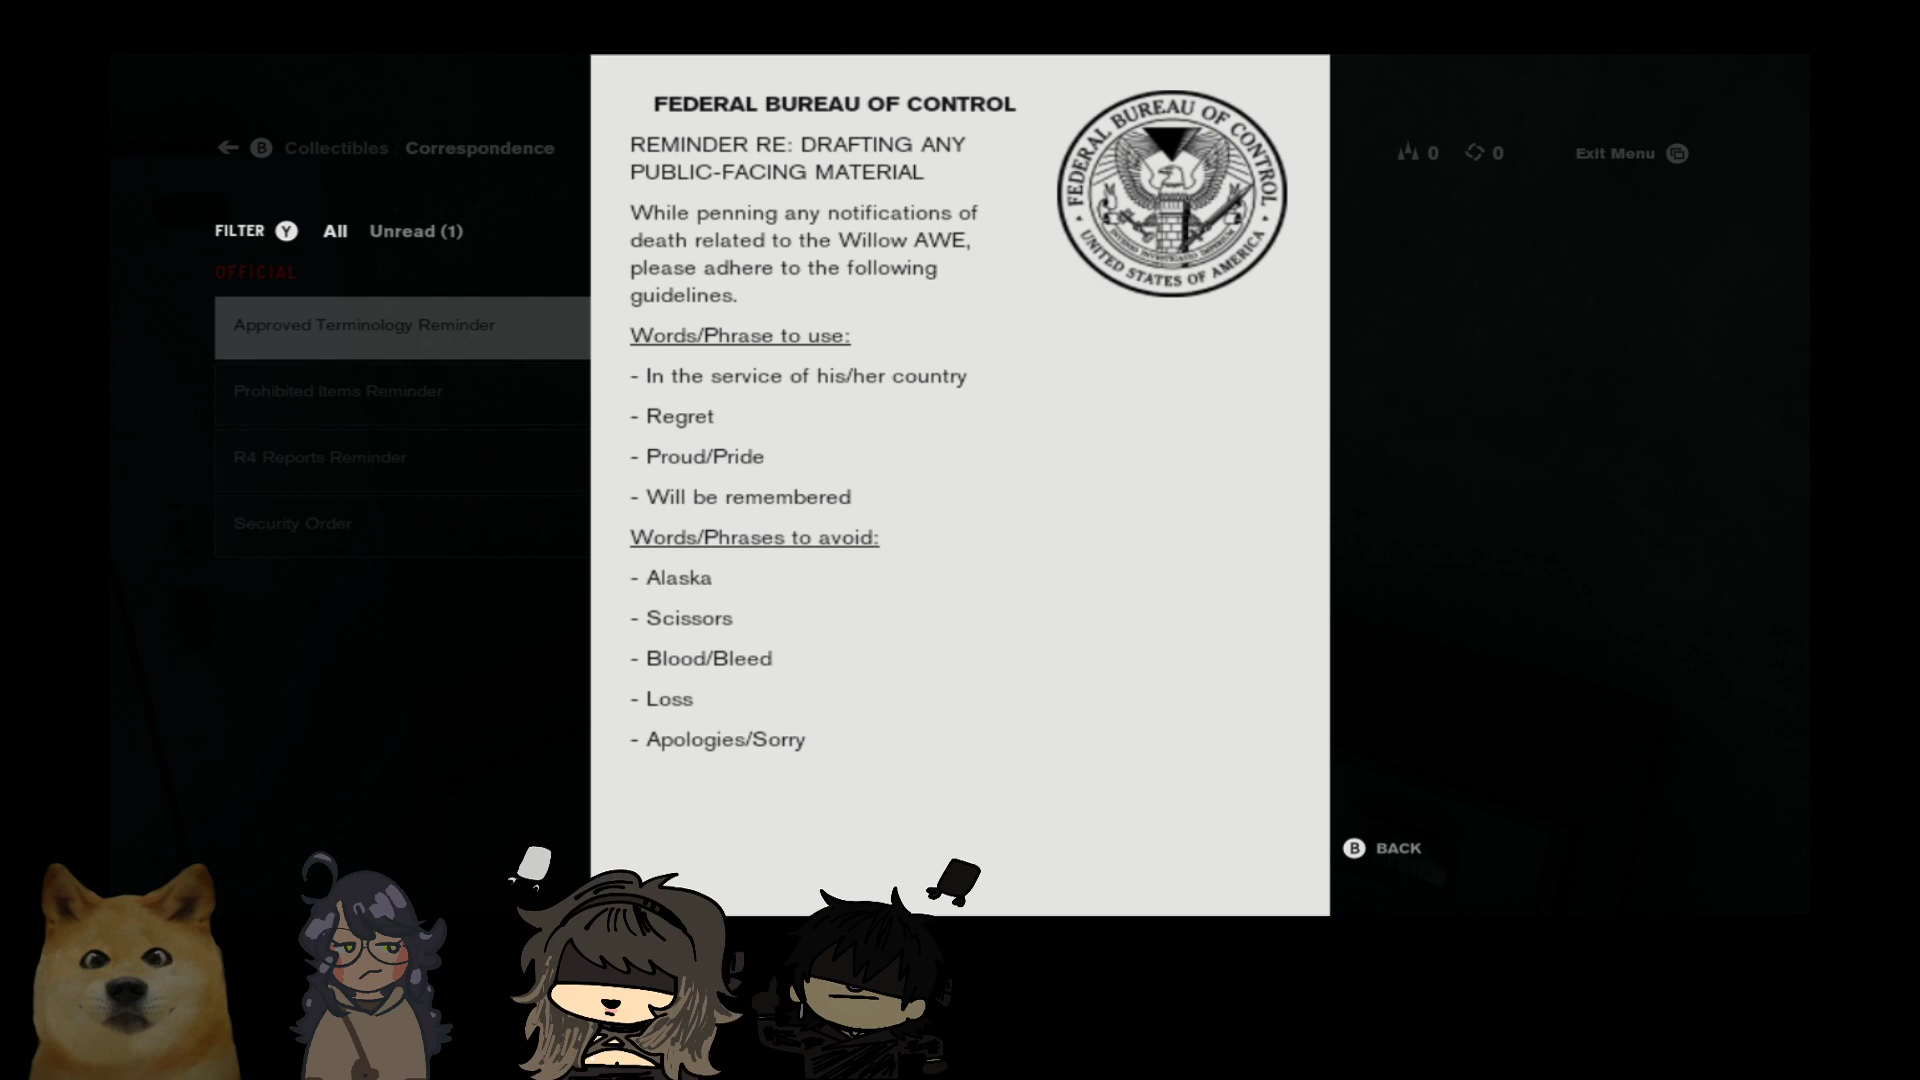 B Collectibles / Correspondence
FILTER Y All Unread (1)
OFFICIAL
Approved Terminology Reminder
Prohibited Items Reminder
R4 Reports Reminder
Security Order
FEDERAL BUREAU OF CONTROL
REMINDER RE: DRAFTING ANY
PUBLIC-FACING MATERIAL
While penning any notifications of
death related to the Willow AWE,
please adhere to the following
guidelines.
Words/Phrase to use:
- In the service of his/her country
- Regret
- Proud/Pride
- Will be remembered
Words/Phrases to avoid:
- Alaska
- Scissors
- Blood/Bleed
- Loss
- Apologies/Sorry
FEDERAL BUREAU OF CONTROL
UNITED STATES OF AMERICA
0 0 Exit Menu
B BACK